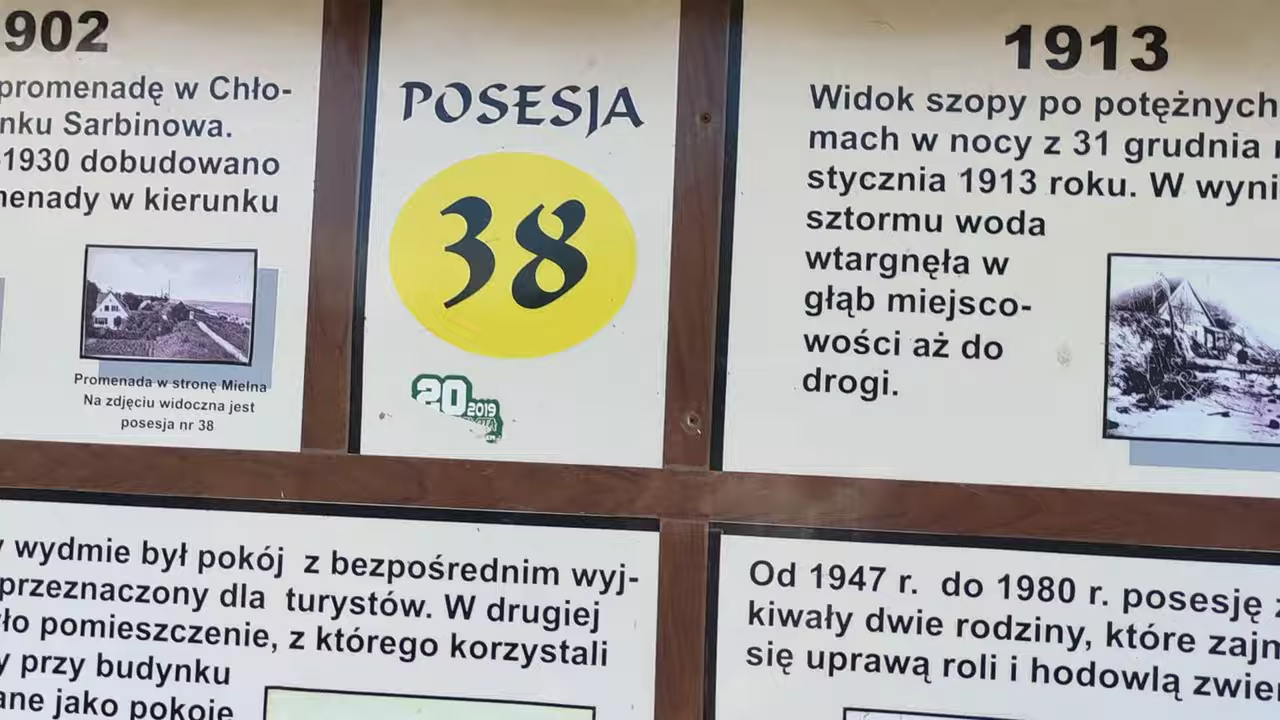 902
promenadę w Chło-
nku Sarbinowa.
1930 dobudowano
menady w kierunku
Promenada w stronę Mielna
Na zdjęciu widoczna jest
posesja nr 38
POSESJA
38
20
2019
1913
Widok szopy po potężnych
mach w nocy z 31 grudnia
stycznia 1913 roku. W wyni
sztormu woda
wtargnęła w
głąb miejsco-
wości aż do
drogi.
y wydmie był pokój z bezpośrednim wyj-
przeznaczony dla turystów. W drugiej
ło pomieszczenie, z którego korzystali
y przy budynku
ane jako pokoje
Od 1947 r. do 1980 r. posesję
kiwały dwie rodziny, które zajm
się uprawą roli i hodowlą zwier